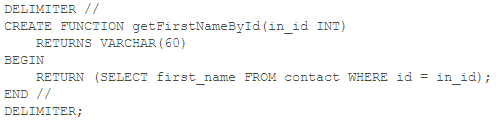 DELIMITER //
CREATE FUNCTION getFirstNameById(in_id INT)
    RETURNS VARCHAR(60)
BEGIN
    RETURN (SELECT first_name FROM contact WHERE id = in_id);
END //
DELIMITER;